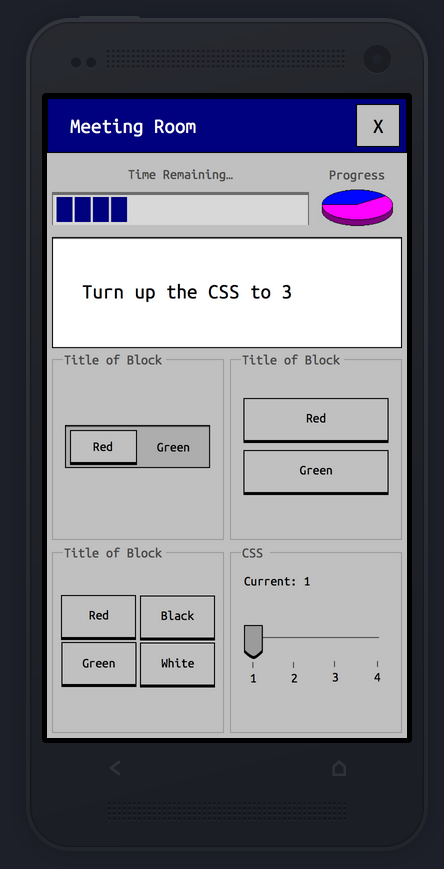 Meeting Room
X
Time Remaining…
Progress
Turn up the CSS to 3
Title of Block
Red
Green
Title of Block
Red
Green
Title of Block
Red
Black
Green
White
CSS
Current: 1
1 2 3 4